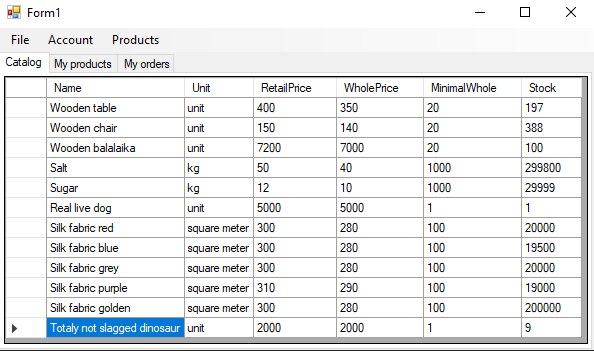 Form1
File Account Products
Catalog My products My orders
Name Unit RetailPrice WholePrice MinimalWhole Stock
Wooden table unit 400 350 20 197
Wooden chair unit 150 140 20 388
Wooden balalaika unit 7200 7000 20 100
Salt kg 50 40 1000 299800
Sugar kg 12 10 1000 29999
Real live dog unit 5000 5000 1 1
Silk fabric red square meter 300 280 100 20000
Silk fabric blue square meter 300 280 100 19500
Silk fabric grey square meter 300 280 100 20000
Silk fabric purple square meter 310 290 100 19000
Silk fabric golden square meter 300 280 100 200000
Totaly not slagged dinosaur unit 2000 2000 1 9